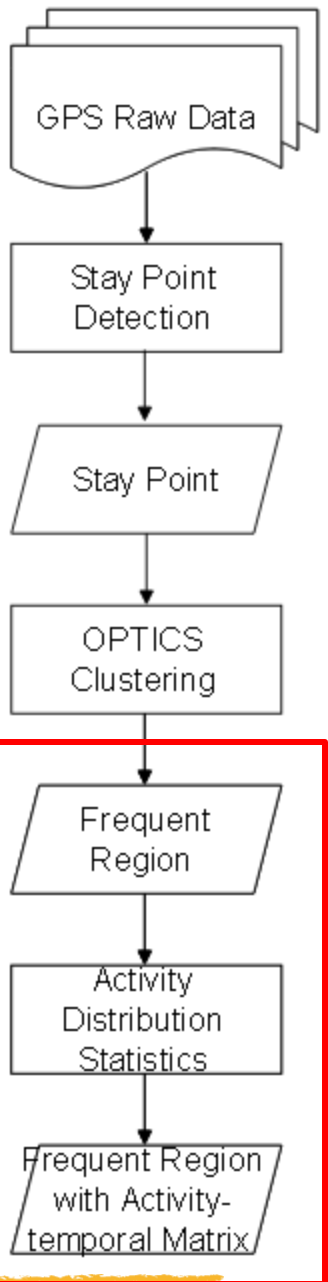 GPS Raw Data
Stay Point
Detection
Stay Point
OPTICS
Clustering
Frequent
Region
Activity
Distribution
Statistics
Frequent Region
with Activity-
temporal Matrix